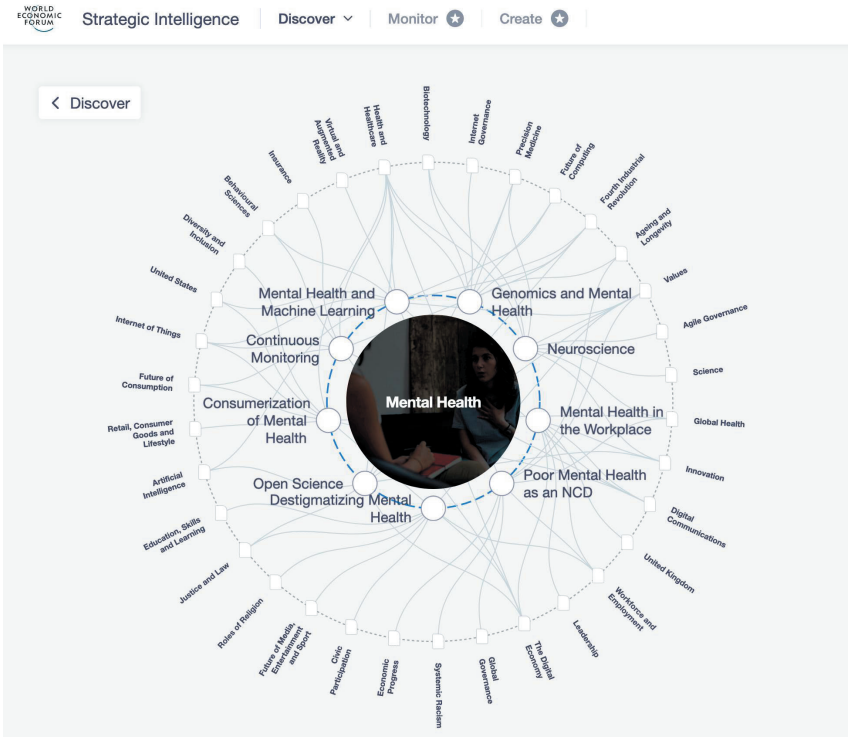 WORLD
ECONOMIC
FORUM
Strategic Intelligence
Discover
Monitor
Create
Discover
Biotechnology
Internet
Governance
Precision
Medicine
Future of
Computing
Fourth Industrial
Revolution
Ageing and
Longevity
Values
Agile Governance
Science
Global Health
Innovation
Digital
Communications
United Kingdom
Workforce and
Employment
Leadership
The Digital
Economy
Global
Governance
Systemic Racism
Economic
Progress
Civic
Participation
Future of Media,
Entertainment
and Sport
Roles of Religion
Justice and Law
Education, Skills
and Learning
Artificial
Intelligence
Retail, Consumer
Goods and
Lifestyle
Future of
Consumption
Internet of Things
United States
Diversity and
Inclusion
Behavioural
Sciences
Insurance
Virtual and
Augmented
Reality
Health and
Healthcare
Mental Health and
Machine Learning
Genomics and Mental
Health
Continuous
Monitoring
Neuroscience
Mental Health
Consumerization
of Mental
Health
Mental Health in
the Workplace
Open Science
Poor Mental Health
as an NCD
Destigmatizing Mental
Health